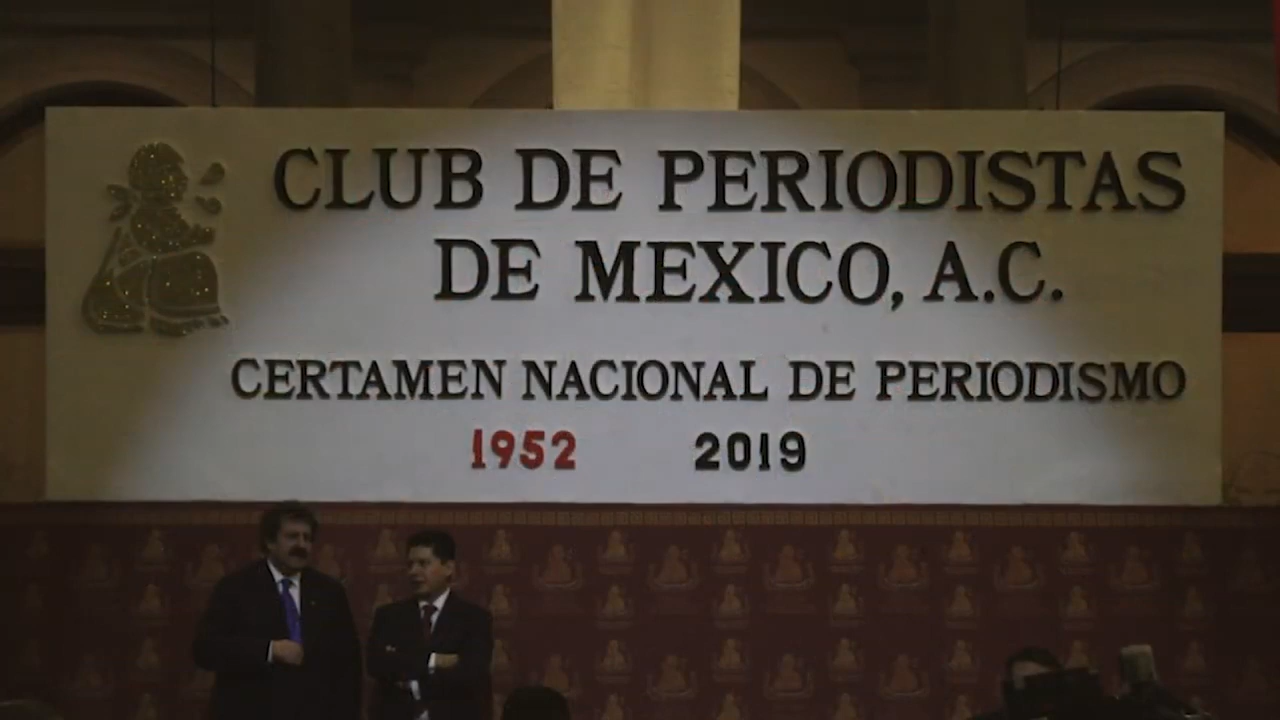 CLUB DE PERIODISTAS
DE MEXICO, A.C.
CERTAMEN NACIONAL DE PERIODISMO
1952 2019